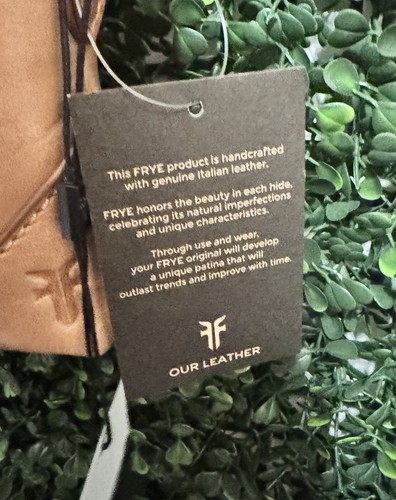 This FRYE product is handcrafted
with genuine Italian leather.
FRYE honors the beauty in each hide,
celebrating its natural imperfections
and unique characteristics.
Through use and wear,
your FRYE original will develop
a unique patina that will
outlast trends and improve with time.
OUR LEATHER